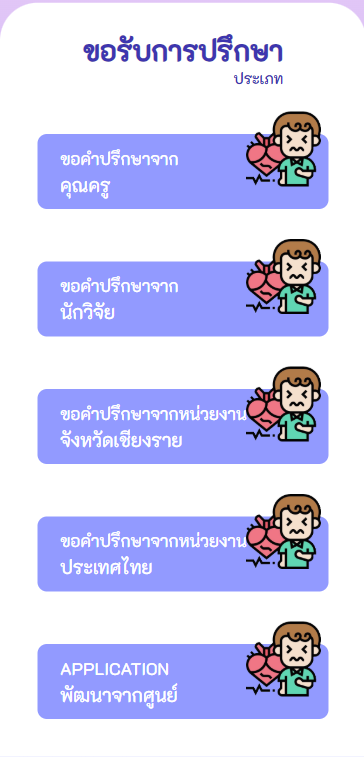 ขอรับการปรึกษา
ประเภท
ขอคำปรึกษาจาก
คุณครู
ขอคำปรึกษาจาก
นักวิจัย
ขอคำปรึกษาจากหน่วยงาน
จังหวัดเชียงราย
ขอคำปรึกษาจากหน่วยงาน
ประเทศไทย
APPLICATION
พัฒนาจากศูนย์